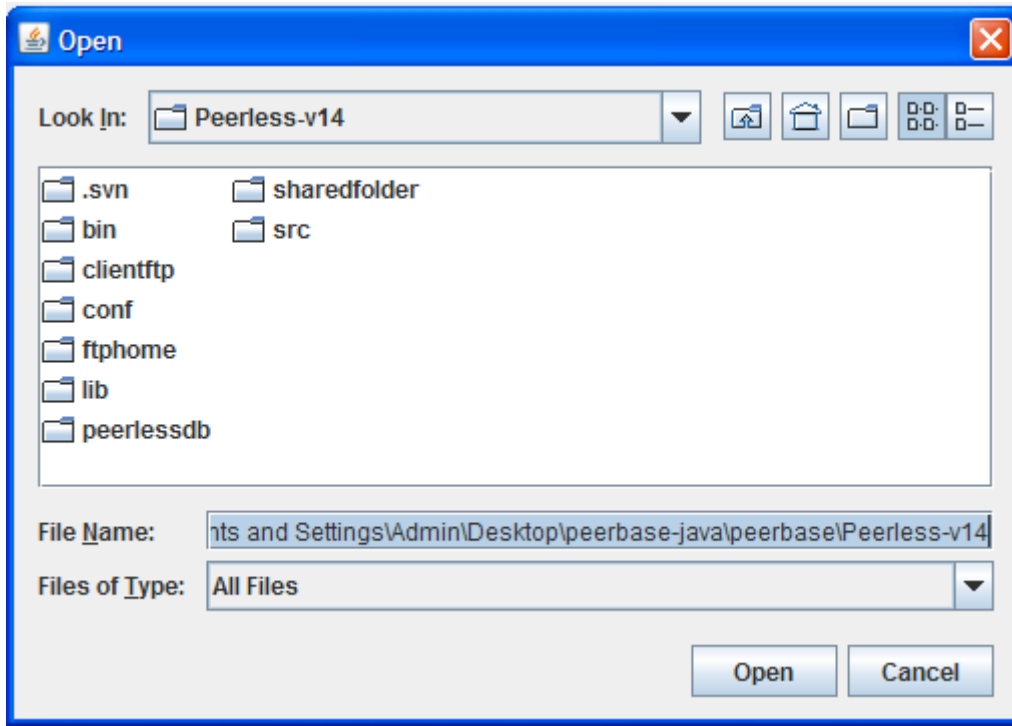 Open
Look In: Peerless-v14
.svn sharedfolder
bin src
clientftp
conf
ftphome
lib
peerlessdb
File Name: nts and Settings\Admin\Desktop\peerbase-java\peerbase\Peerless-v14
Files of Type: All Files
Open Cancel